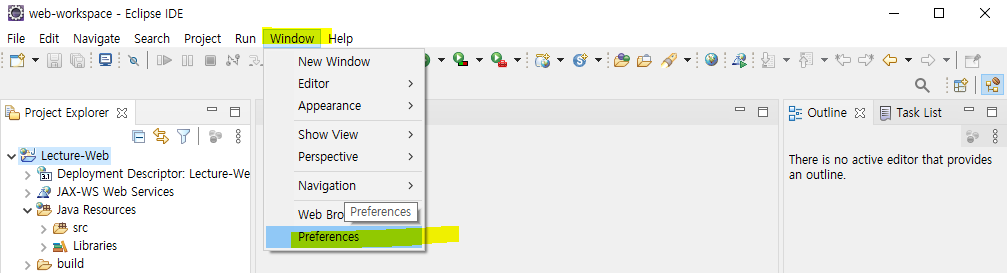 web-workspace - Eclipse IDE
File Edit Navigate Search Project Run Window Help
New Window
Editor
Appearance
Show View
Perspective
Navigation
Web Bro
Preferences
Preferences
Project Explorer
Lecture-Web
3.1
Deployment Descriptor: Lecture-We
JAX-WS Web Services
Java Resources
src
Libraries
build
Outline
Task List
There is no active editor that provides
an outline.